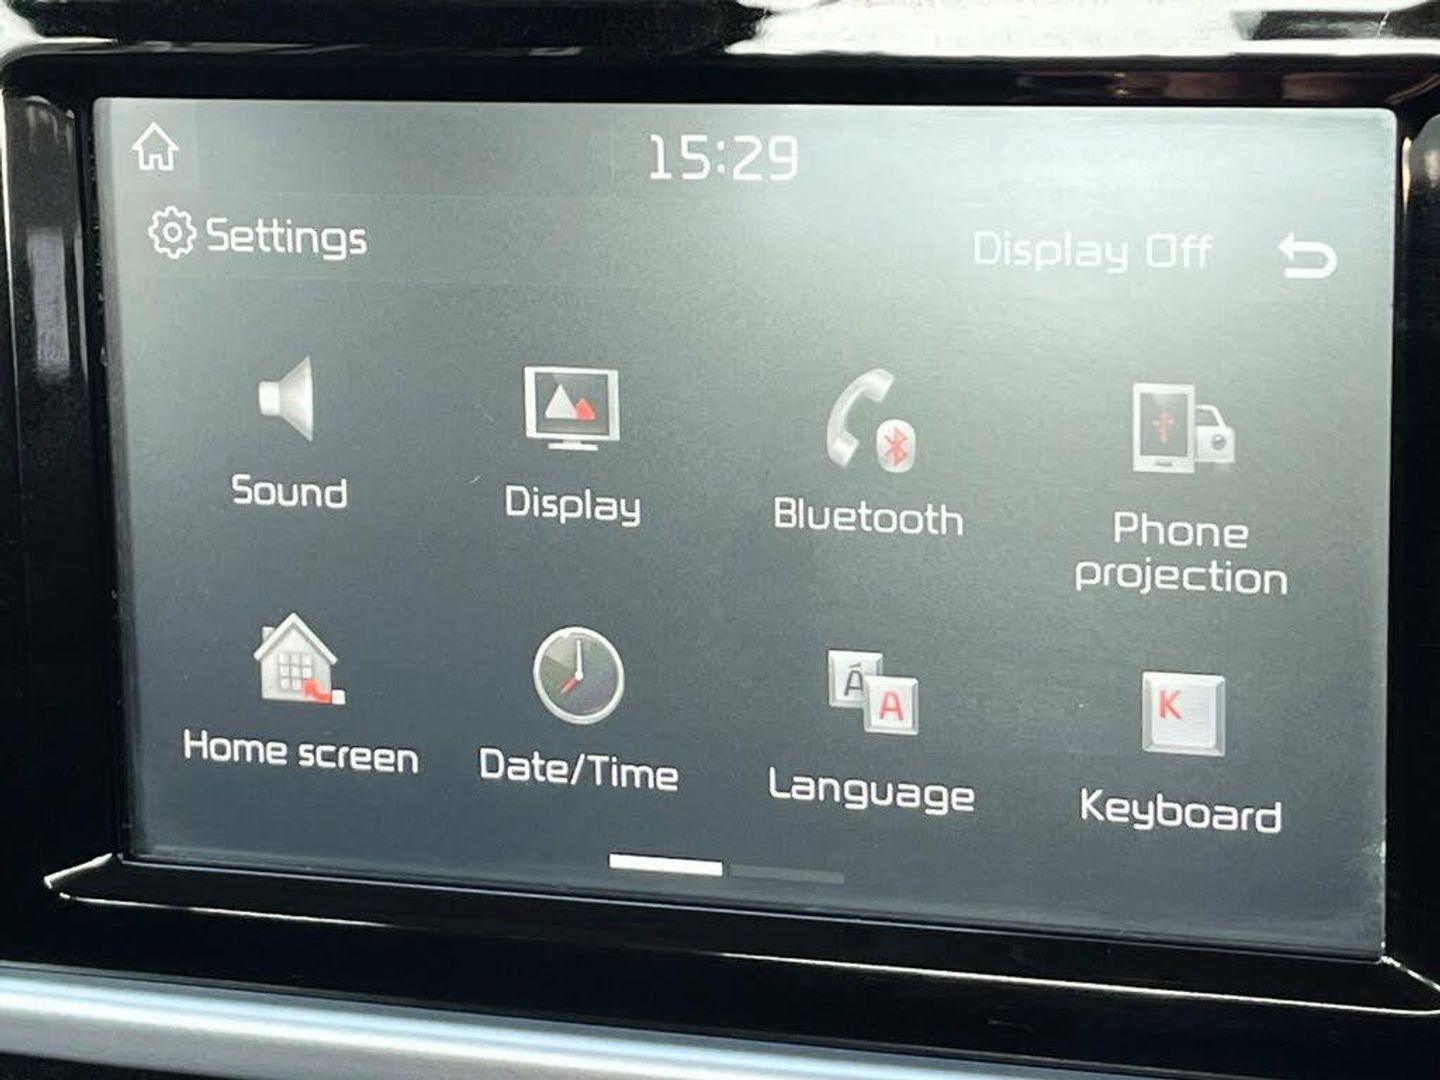 15:29
Settings
Display Off
Sound
Display
Bluetooth
Phone
projection
Home screen
Date/Time
Á
A
Language
K
Keyboard